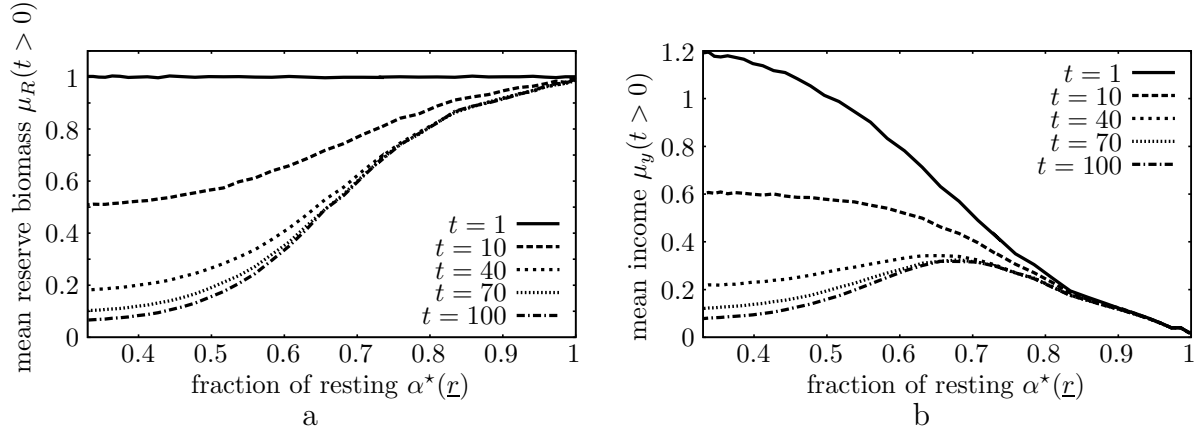 mean reserve biomass μ_R(t > 0)
1
0.8
0.6
0.4
0.2
0
0.4 0.5 0.6 0.7 0.8 0.9 1
t = 1
t = 10
t = 40
t = 70
t = 100
fraction of resting α⋆(r)
a
mean income μ_y(t > 0)
1.2
1
0.8
0.6
0.4
0.2
0
0.4 0.5 0.6 0.7 0.8 0.9 1
t = 1
t = 10
t = 40
t = 70
t = 100
fraction of resting α⋆(r)
b